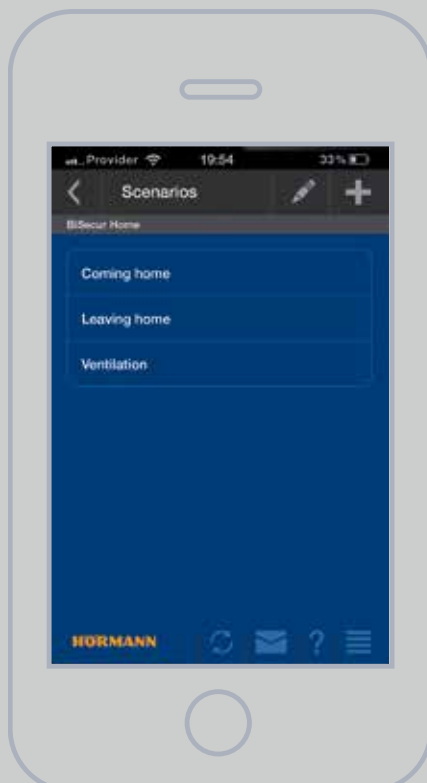 Provider 19:54 33%
Scenarios
BiSecur Home
Coming home
Leaving home
Ventilation
HÖRMANN ?